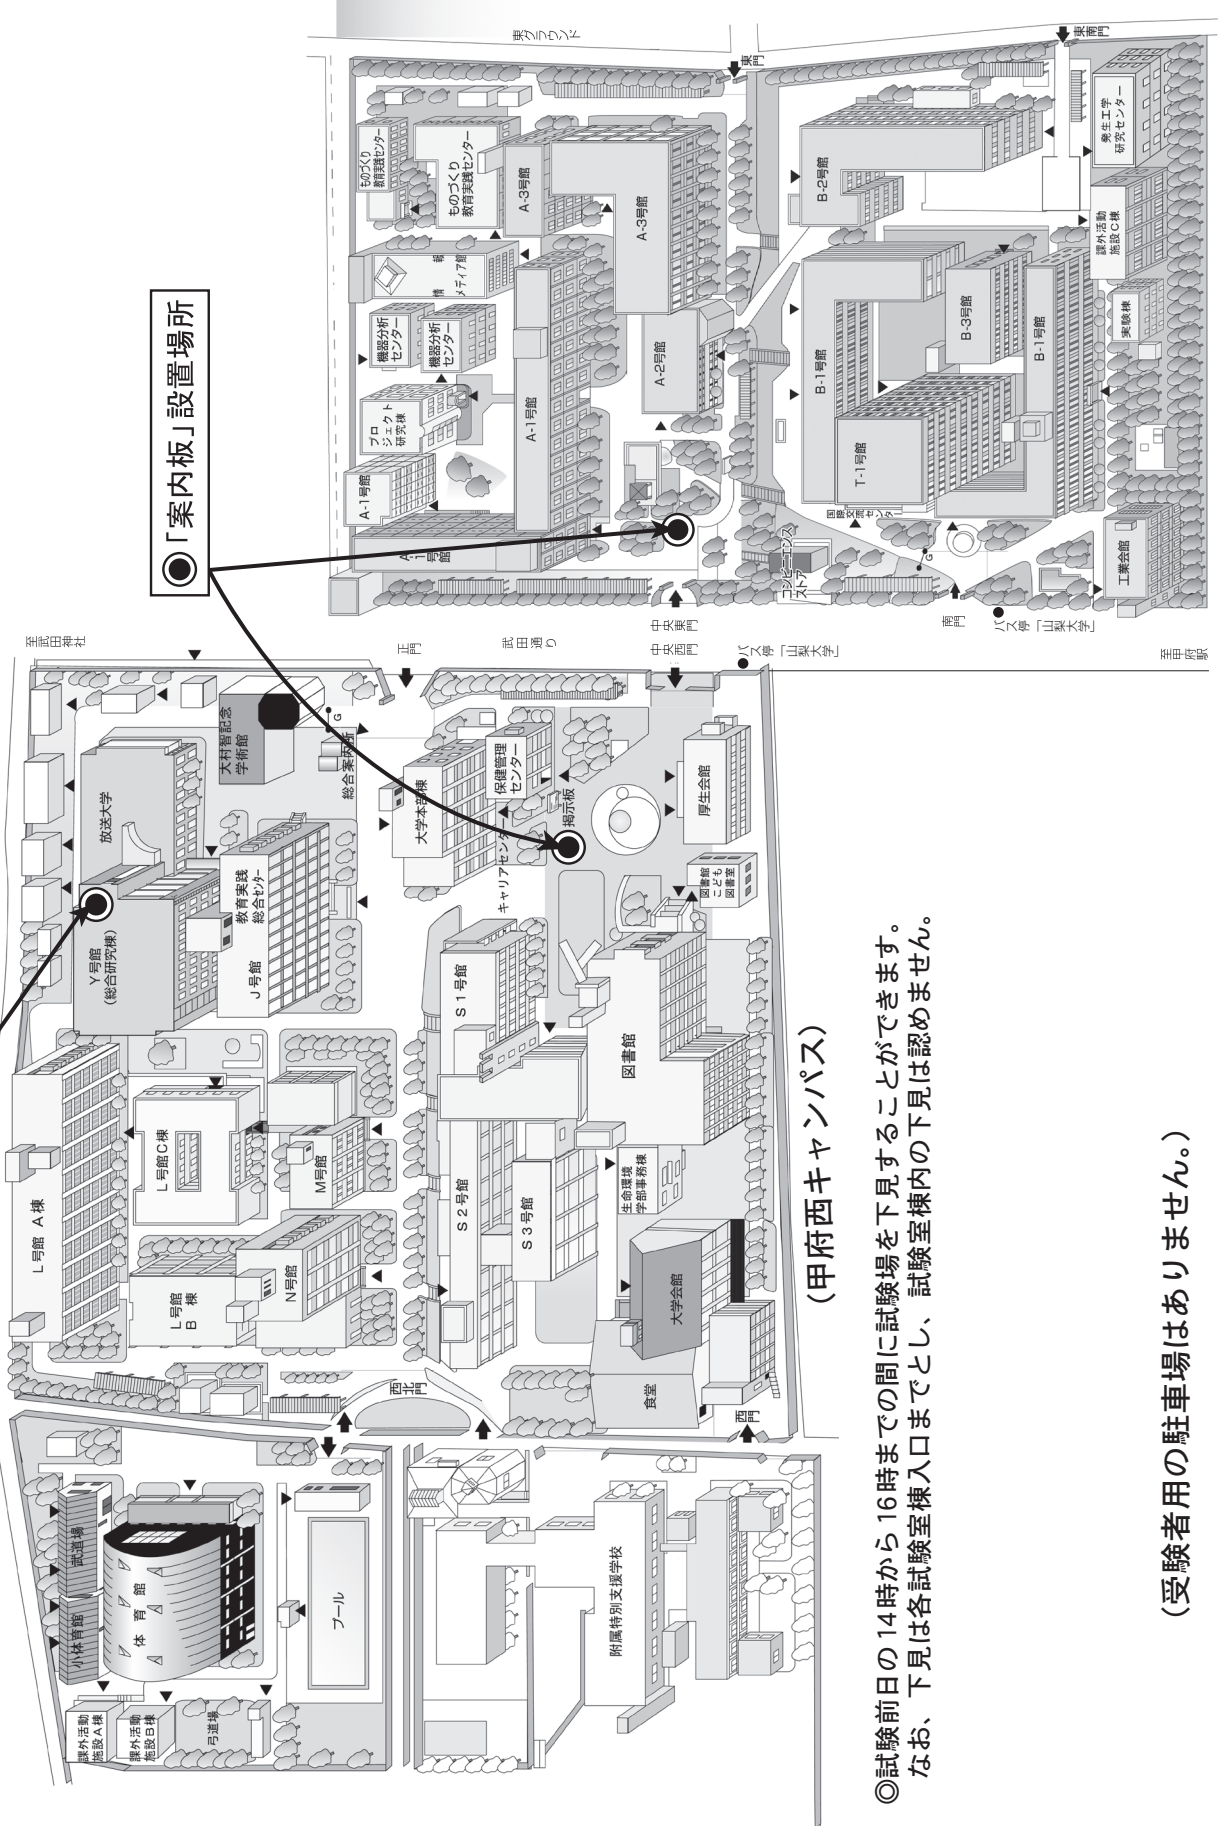 ◉「案内板」設置場所
東グラウンド
東門
東南門
ものづくり
教育実践センター
ものづくり
教育実践センター
A-3号館
A-3号館
情報
メディア館
機器分析
センター
機器分析
センター
プロ
ジェクト
研究棟
A-1号館
A-1号館
A-1
号館
A-2号館
B-2号館
発生工学
研究センター
課外活動
施設C棟
実験棟
B-1号館
B-3号館
B-1号館
T-1号館
国際交流センター
コンビニエンス
ストア
G
工業会館
中央東門
南門
バス停「山梨大学」
至武田神社
正門
武田通り
中央西門
バス停「山梨大学」
至甲府駅
大村智記念
学術館
G
総合案内所
放送大学
Y号館
(総合研究棟)
教育実践
総合センター
J号館
大学本部棟
保健管理
センター
キャリアセンター
掲示板
厚生会館
図書館
こども
図書室
L号館 A棟
L号館C棟
M号館
L号館
B 棟
N号館
S1号館
S2号館
S3号館
図書館
生命環境
学部事務棟
大学会館
食堂
西北門
西門
武道場
小体育館
体育館
プール
課外活動
施設A棟
課外活動
施設B棟
弓道場
附属特別支援学校
(甲府西キャンパス)
◎試験前日の14時から16時までの間に試験場を下見することができます。
なお、下見は各試験室棟入口までとし、試験室棟内の下見は認めません。
(受験者用の駐車場はありません。)